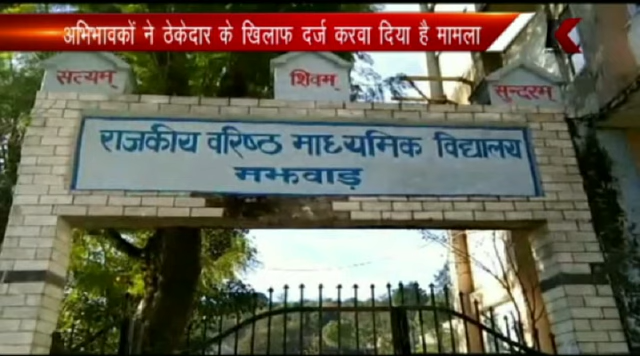 अभिभावकों ने ठेकेदार के खिलाफ दर्ज करवा दिया है मामला
सत्यम् शिवम् सुन्दरम्
राजकीय वरिष्ठ माध्यमिक विद्यालय
मझवाड़